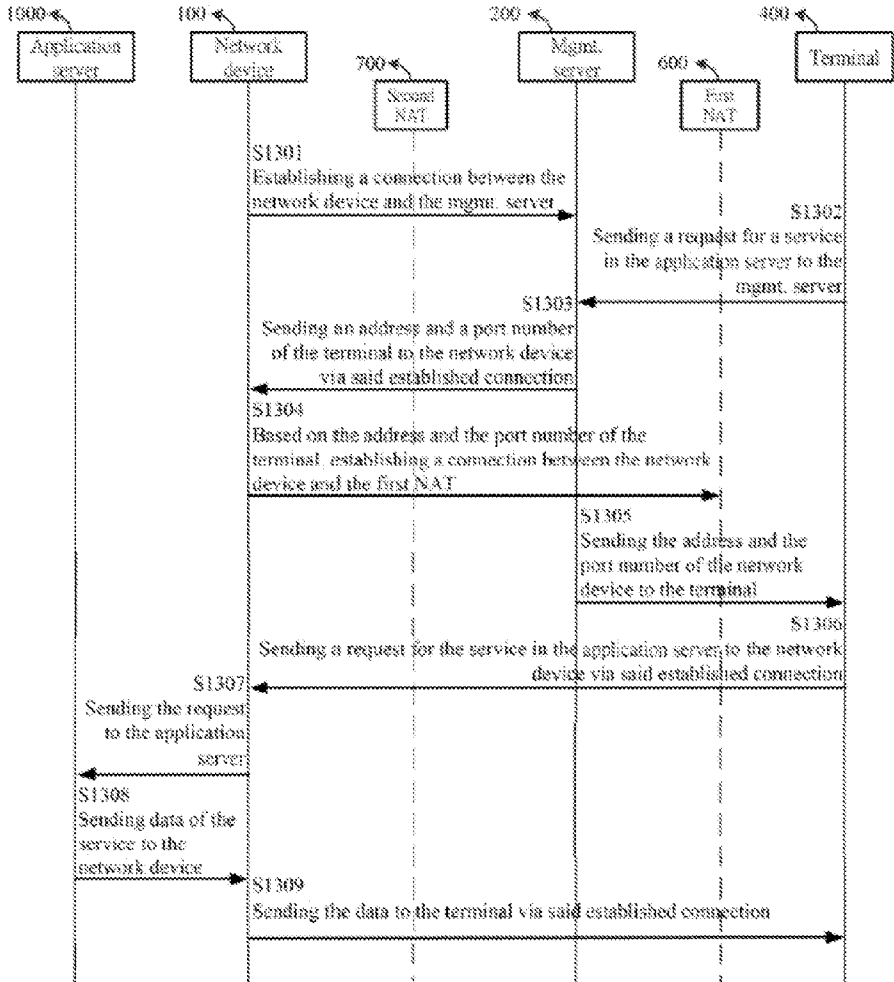 1000
100
200
400
Application
server
Network
device
Mgmt.
server
Terminal
700
600
Second
NAT
First
NAT
S1301
Establishing a connection between the
network device and the mgmt. server
S1302
Sending a request for a service
in the application server to the
mgmt. server
S1303
Sending an address and a port number
of the terminal to the network device
via said established connection
S1304
Based on the address and the port number of the
terminal, establishing a connection between the network
device and the first NAT
S1305
Sending the address and the
port number of the network
device to the terminal
S1306
Sending a request for the service in the application server to the network
device via said established connection
S1307
Sending the request
to the application
server
S1308
Sending data of the
service to the
network device
S1309
Sending the data to the terminal via said established connection